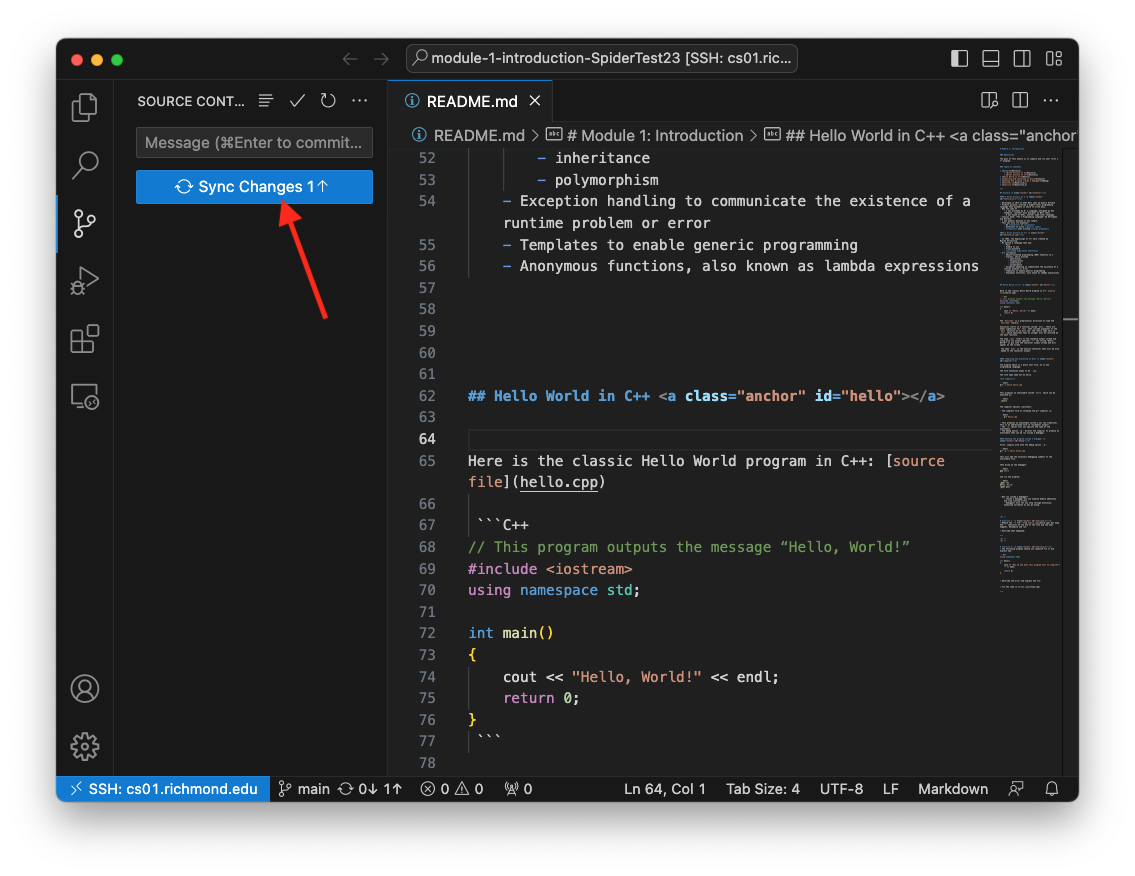 module-1-introduction-SpiderTest23 [SSH: cs01.ric...
SOURCE CONT...
README.md
README.md > # Module 1: Introduction > ## Hello World in C++ <a class="anchor"
Message (⌘Enter to commit...
Sync Changes 1↑
52 - inheritance
53 - polymorphism
54 - Exception handling to communicate the existence of a
runtime problem or error
55 - Templates to enable generic programming
56 - Anonymous functions, also known as lambda expressions
57
58
59
60
61
62 ## Hello World in C++ <a class="anchor" id="hello"></a>
63
64
65 Here is the classic Hello World program in C++: [source
file](hello.cpp)
66
67 ```C++
68 // This program outputs the message “Hello, World!”
69 #include <iostream>
70 using namespace std;
71
72 int main()
73 {
74 cout << "Hello, World!" << endl;
75 return 0;
76 }
77 ```
78
SSH: cs01.richmond.edu main 0↓ 1↑ 0 0 0 Ln 64, Col 1 Tab Size: 4 UTF-8 LF Markdown